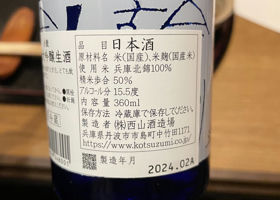 吟醸生酒
品目 日本酒
原材料名 米(国産)、米麹(国産米)
使用米 兵庫北錦100%
精米歩合 50%
アルコール分 15.5度
内容量 360ml
保存方法 冷蔵庫で保存してください。
製造者 (株)西山酒造場
兵庫県丹波市市島町中竹田1171
https://www.kotsuzumi.co.jp/
製造年月 2024.02A